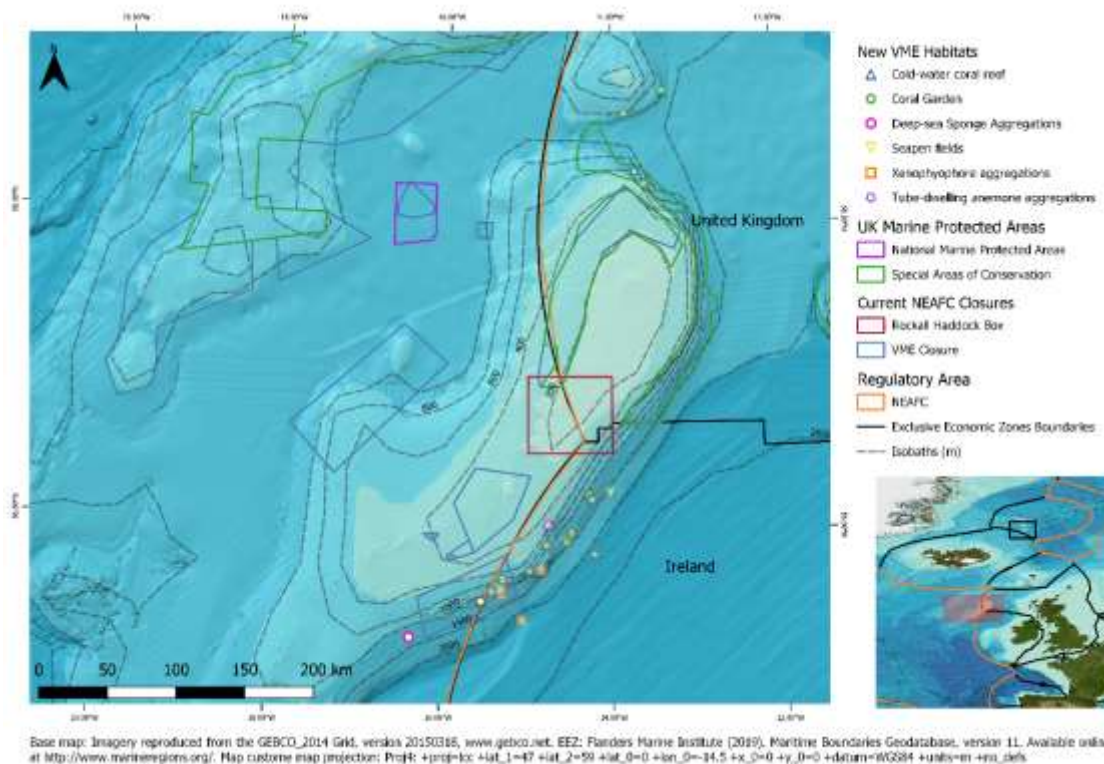 N
United Kingdom
Ireland
0 50 100 150 200 km
New VME Habitats
Cold-water coral reef
Coral Garden
Deep-sea Sponge Aggregations
Seapen fields
Xenophyophore aggregations
Tube-dwelling anemone aggregations
UK Marine Protected Areas
National Marine Protected Areas
Special Areas of Conservation
Current NEAFC Closures
Rockall Haddock Box
VME Closure
Regulatory Area
NEAFC
Exclusive Economic Zones Boundaries
Isobaths (m)
Base map: Imagery reproduced from the GEBCO_2014 Grid, version 20150318, www.gebco.net. EEZ: Flanders Marine Institute (2019). Maritime Boundaries Geodatabase, version 11. Available online
at http://www.marineregions.org/. Map custome map projection: Proj4: +proj=lcc +lat_1=47 +lat_2=59 +lat_0=0 +lon_0=-14.5 +x_0=0 +y_0=0 +datum=WGS84 +units=m +no_defs